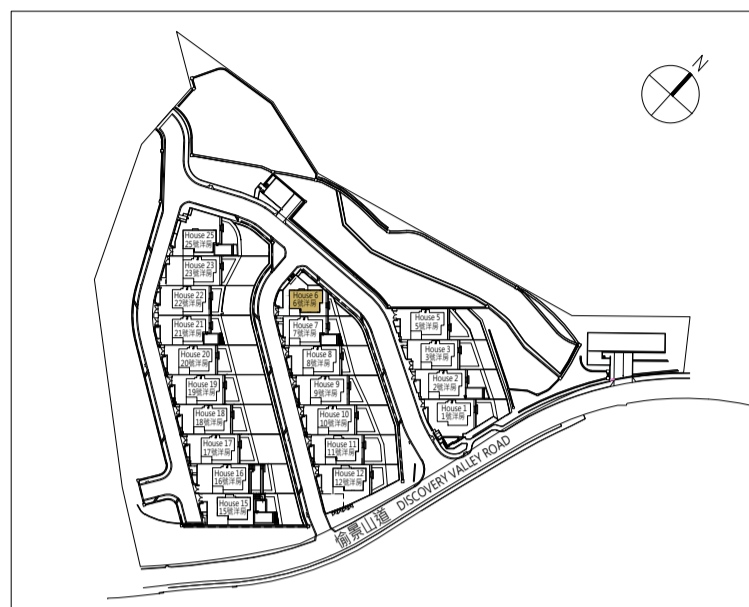 N
House 25
25號洋房
House 23
23號洋房
House 22
22號洋房
House 21
21號洋房
House 20
20號洋房
House 19
19號洋房
House 18
18號洋房
House 17
17號洋房
House 16
16號洋房
House 15
15號洋房
House 6
6號洋房
House 7
7號洋房
House 8
8號洋房
House 9
9號洋房
House 10
10號洋房
House 11
11號洋房
House 12
12號洋房
House 5
5號洋房
House 3
3號洋房
House 2
2號洋房
House 1
1號洋房
愉景山道 DISCOVERY VALLEY ROAD